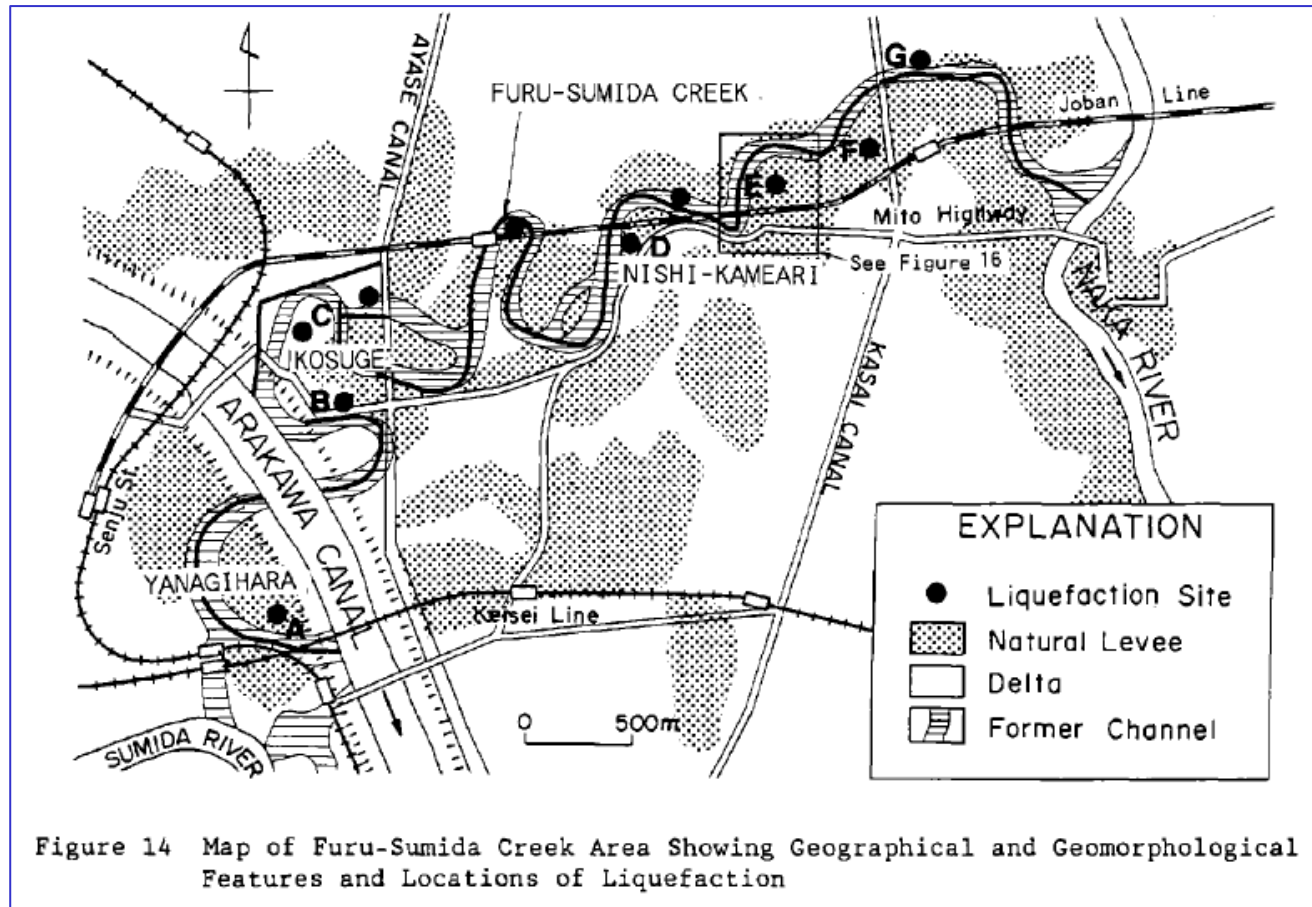 AYASE CANAL
FURU-SUMIDA CREEK
G
Joban Line
F
E
Mito Highway
D
NISHI-KAMEARI
See Figure 16
C
KOSUGE
B
NAKA RIVER
KASAI CANAL
ARAKAWA CANAL
Senju St.
YANAGIHARA
A
Keisei Line
0 500m
SUMIDA RIVER
EXPLANATION
Liquefaction Site
Natural Levee
Delta
Former Channel
Figure 14 Map of Furu-Sumida Creek Area Showing Geographical and Geomorphological
Features and Locations of Liquefaction